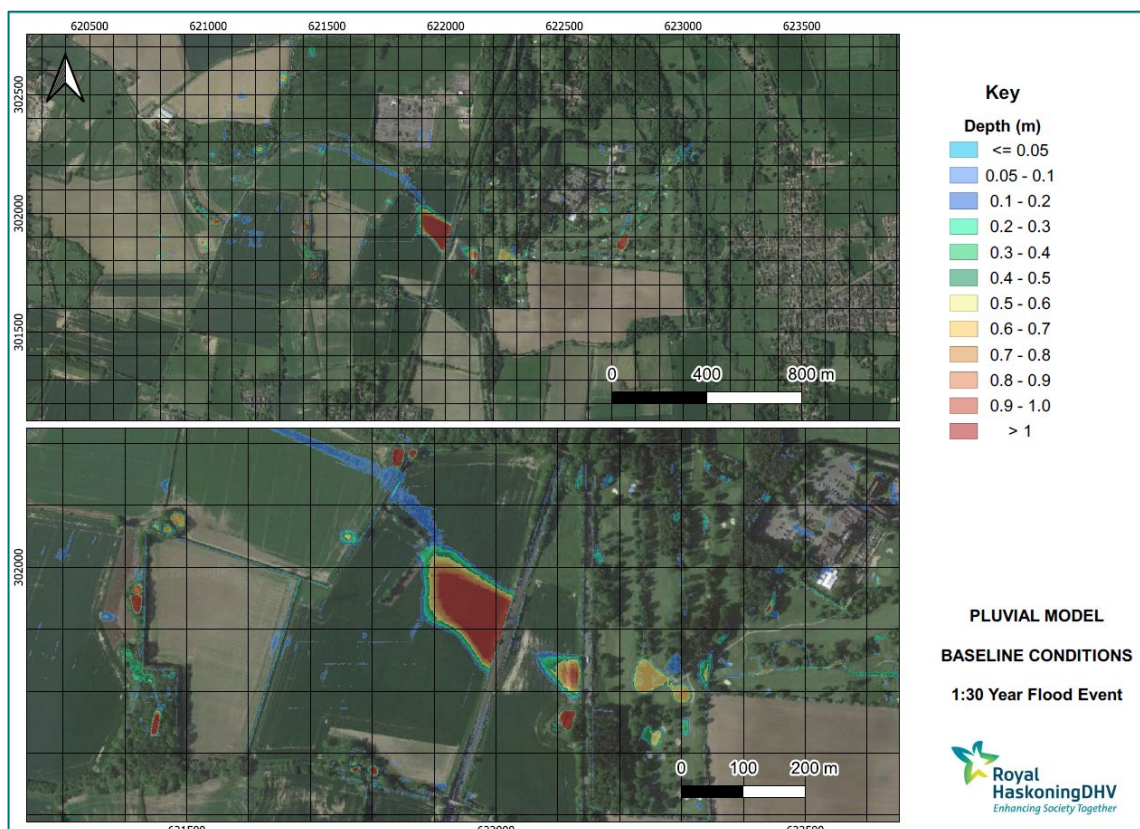 620500 621000 621500 622000 622500 623000 623500
302500
302000
301500
0 400 800 m
302000
0 100 200 m
621500 622000 622500
Key
Depth (m)
<= 0.05
0.05 - 0.1
0.1 - 0.2
0.2 - 0.3
0.3 - 0.4
0.4 - 0.5
0.5 - 0.6
0.6 - 0.7
0.7 - 0.8
0.8 - 0.9
0.9 - 1.0
> 1
PLUVIAL MODEL
BASELINE CONDITIONS
1:30 Year Flood Event
Royal
HaskoningDHV
Enhancing Society Together